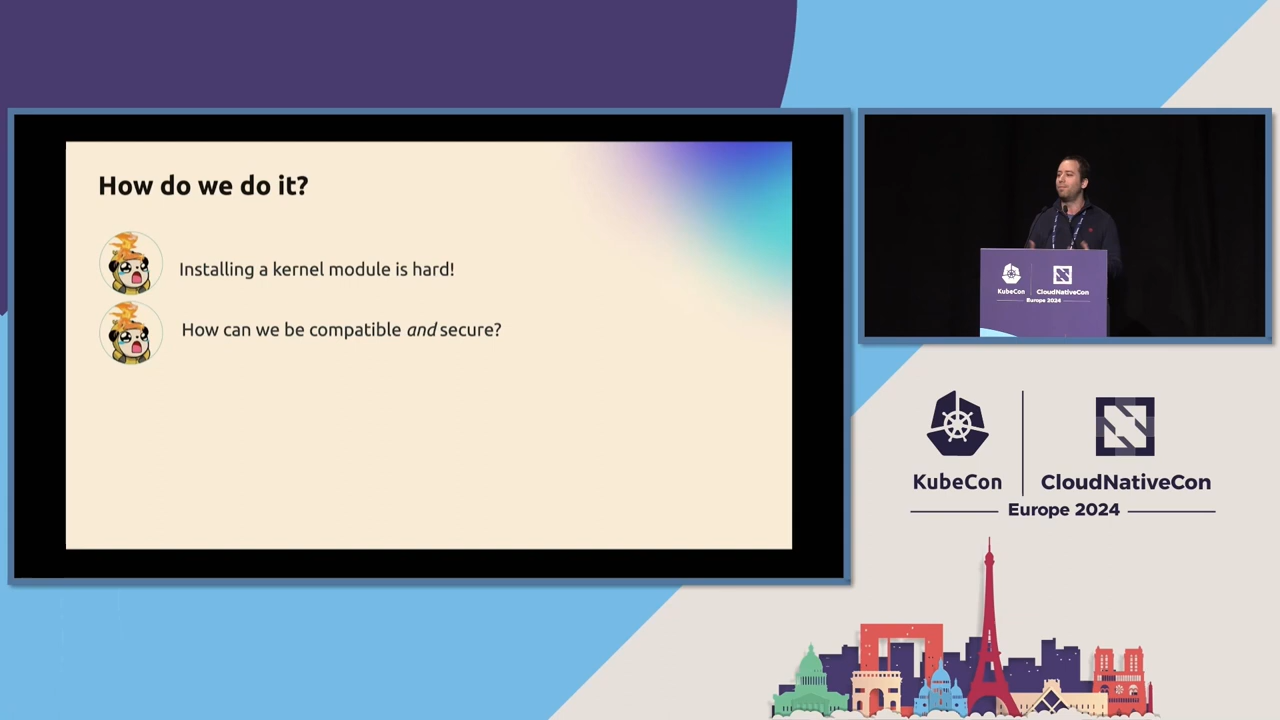 How do we do it?
Installing a kernel module is hard!
How can we be compatible and secure?
KubeCon
CloudNativeCon
Europe 2024
KubeCon
CloudNativeCon
Europe 2024